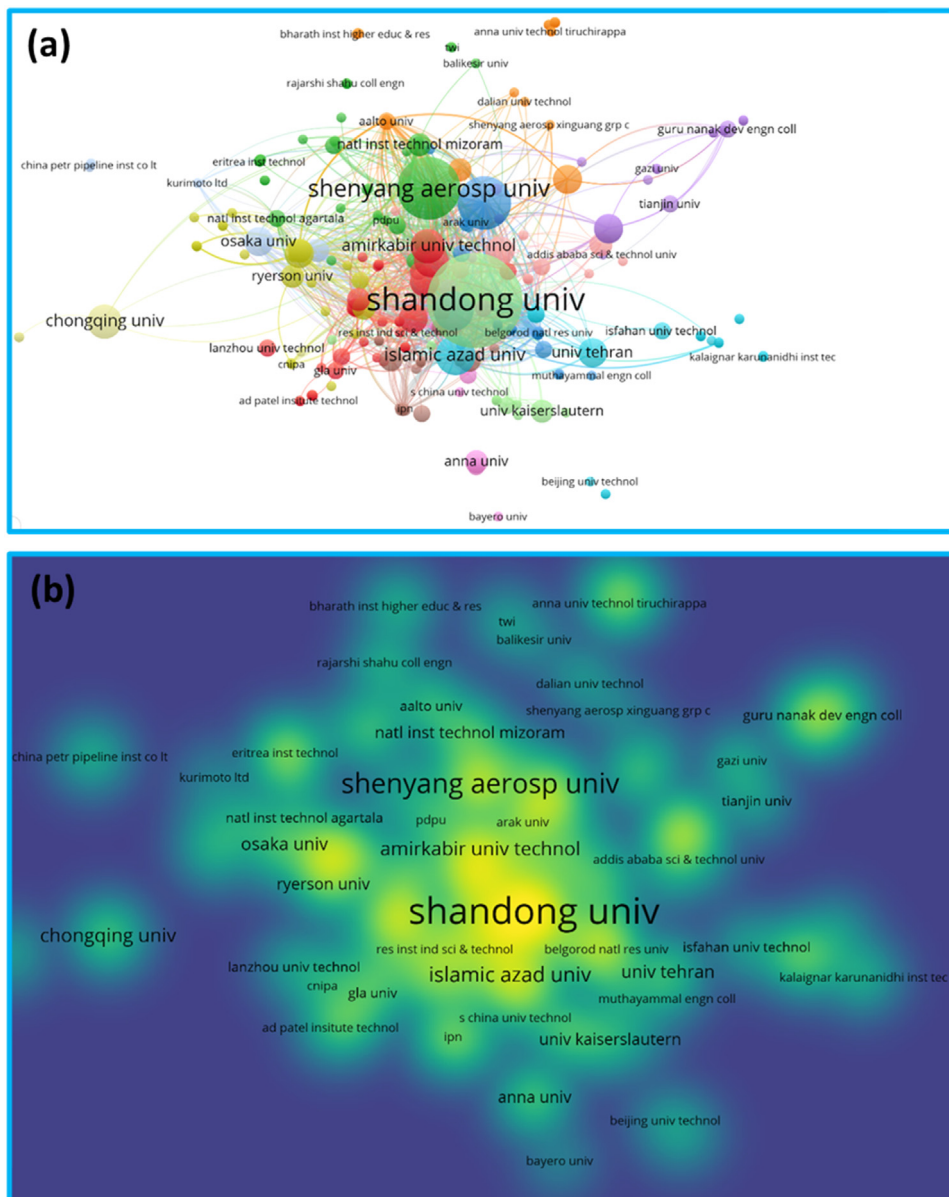 (a)
bharath inst higher educ & res
anna univ technol tiruchirappa
twi
balikesir univ
rajarshi shahu coll engn
dalian univ technol
aalto univ
shenyang aerosp xinguang grp c
guru nanak dev engn coll
natl inst technol mizoram
china petr pipeline inst co lt
eritrea inst technol
gazi univ
kurimoto ltd
shenyang aerosp univ
tianjin univ
natl inst technol agartala
pdpu
arak univ
osaka univ
amirkabir univ technol
addis ababa sci & technol univ
ryerson univ
shandong univ
chongqing univ
res inst ind sci & technol
belgorod natl res univ
isfahan univ technol
lanzhou univ technol
islamic azad univ
univ tehran
kalaignar karunanidhi inst tec
cnipa
gla univ
muthayammal engn coll
s china univ technol
ad patel insitute technol
ipn
univ kaiserslautern
anna univ
beijing univ technol
bayero univ
(b)
bharath inst higher educ & res
anna univ technol tiruchirappa
twi
balikesir univ
rajarshi shahu coll engn
dalian univ technol
aalto univ
shenyang aerosp xinguang grp c
guru nanak dev engn coll
natl inst technol mizoram
china petr pipeline inst co lt
eritrea inst technol
gazi univ
kurimoto ltd
shenyang aerosp univ
tianjin univ
natl inst technol agartala
pdpu
arak univ
osaka univ
amirkabir univ technol
addis ababa sci & technol univ
ryerson univ
shandong univ
chongqing univ
res inst ind sci & technol
belgorod natl res univ
isfahan univ technol
lanzhou univ technol
islamic azad univ
univ tehran
kalaignar karunanidhi inst tec
cnipa
gla univ
muthayammal engn coll
s china univ technol
ad patel insitute technol
ipn
univ kaiserslautern
anna univ
beijing univ technol
bayero univ